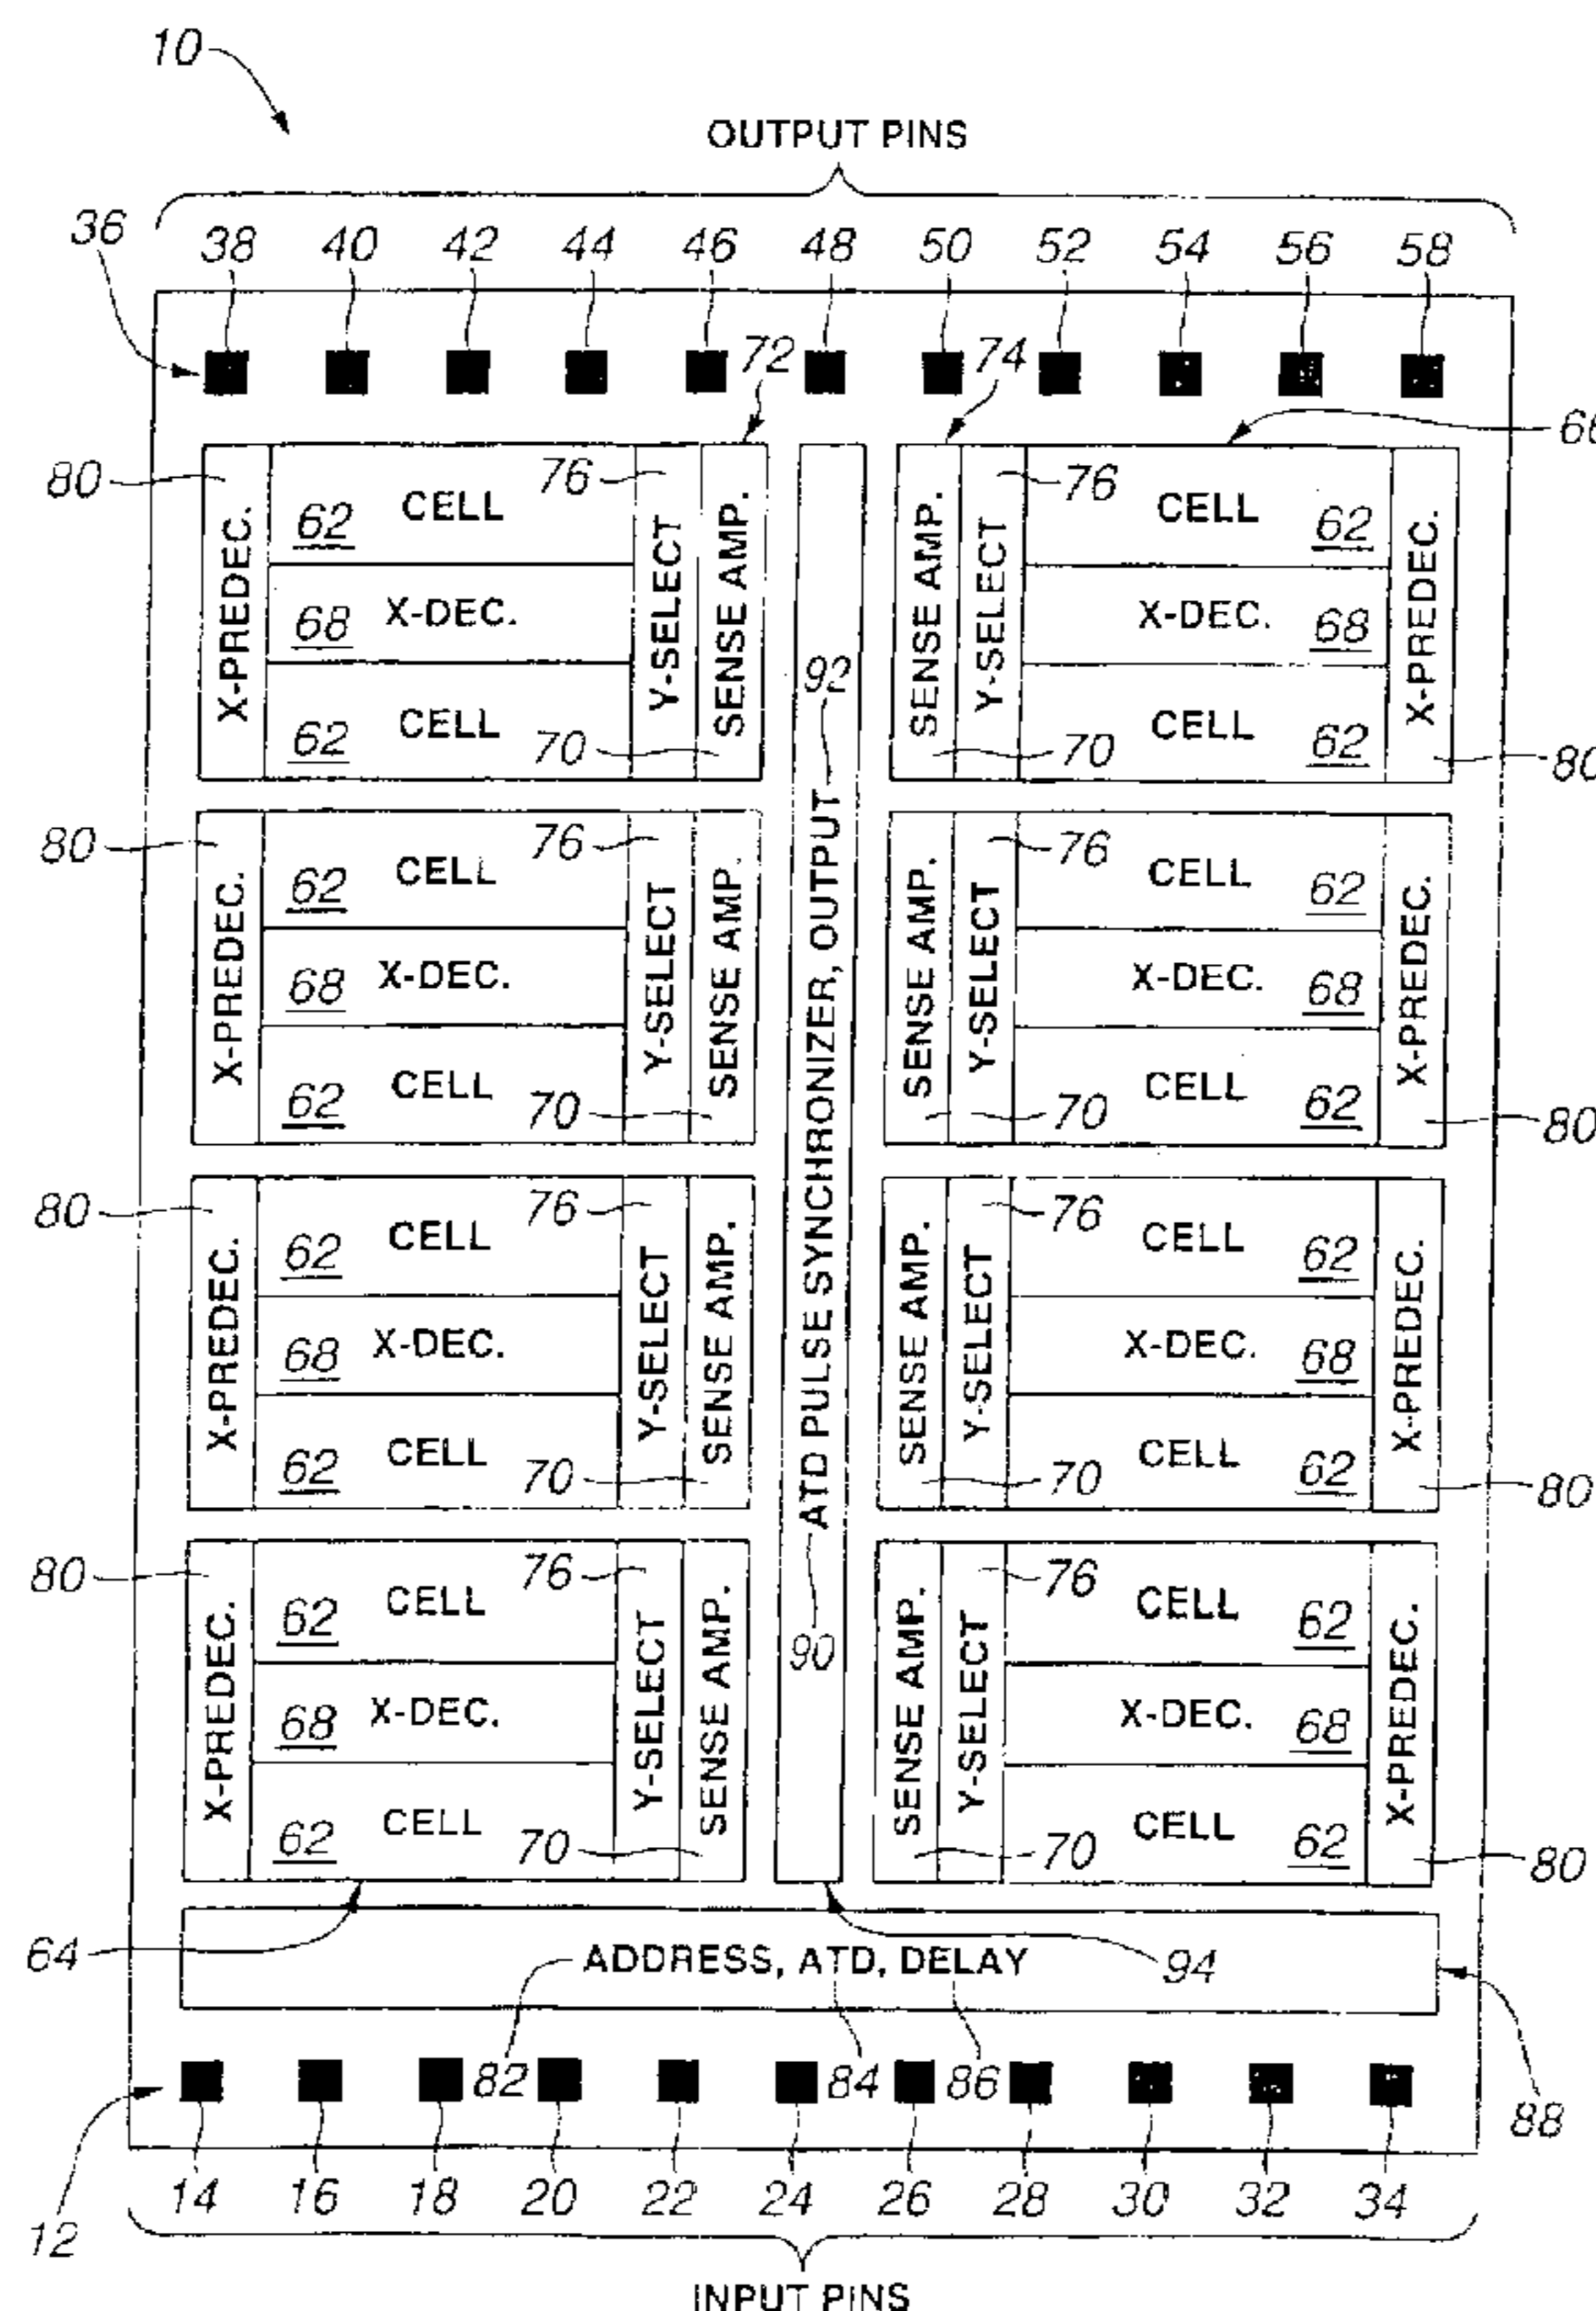 10
OUTPUT PINS
36 38 40 42 44 46 48 50 52 54 56 58
72 74
80 62 CELL 76 Y-SELECT SENSE AMP. SENSE AMP. Y-SELECT 76 CELL 62 X-PREDEC.
X-PREDEC. 68 X-DEC. X-DEC. 68
62 CELL 70 92 70 CELL 62 80
80 62 CELL 76 Y-SELECT SENSE AMP. SENSE AMP. Y-SELECT 76 CELL 62 X-PREDEC.
X-PREDEC. 68 X-DEC. X-DEC. 68
62 CELL 70 ATD PULSE SYNCHRONIZER, OUTPUT 70 CELL 62 80
80 62 CELL 76 Y-SELECT SENSE AMP. SENSE AMP. Y-SELECT 76 CELL 62 X-PREDEC.
X-PREDEC. 68 X-DEC. X-DEC. 68
62 CELL 70 70 CELL 62 80
80 62 CELL 76 Y-SELECT SENSE AMP. 90 SENSE AMP. Y-SELECT 76 CELL 62 X-PREDEC.
X-PREDEC. 68 X-DEC. X-DEC. 68
62 CELL 70 70 CELL 62 80
64 ADDRESS, ATD, DELAY 94
82 84 86 88
12 14 16 18 20 22 24 26 28 30 32 34
INPUT PINS